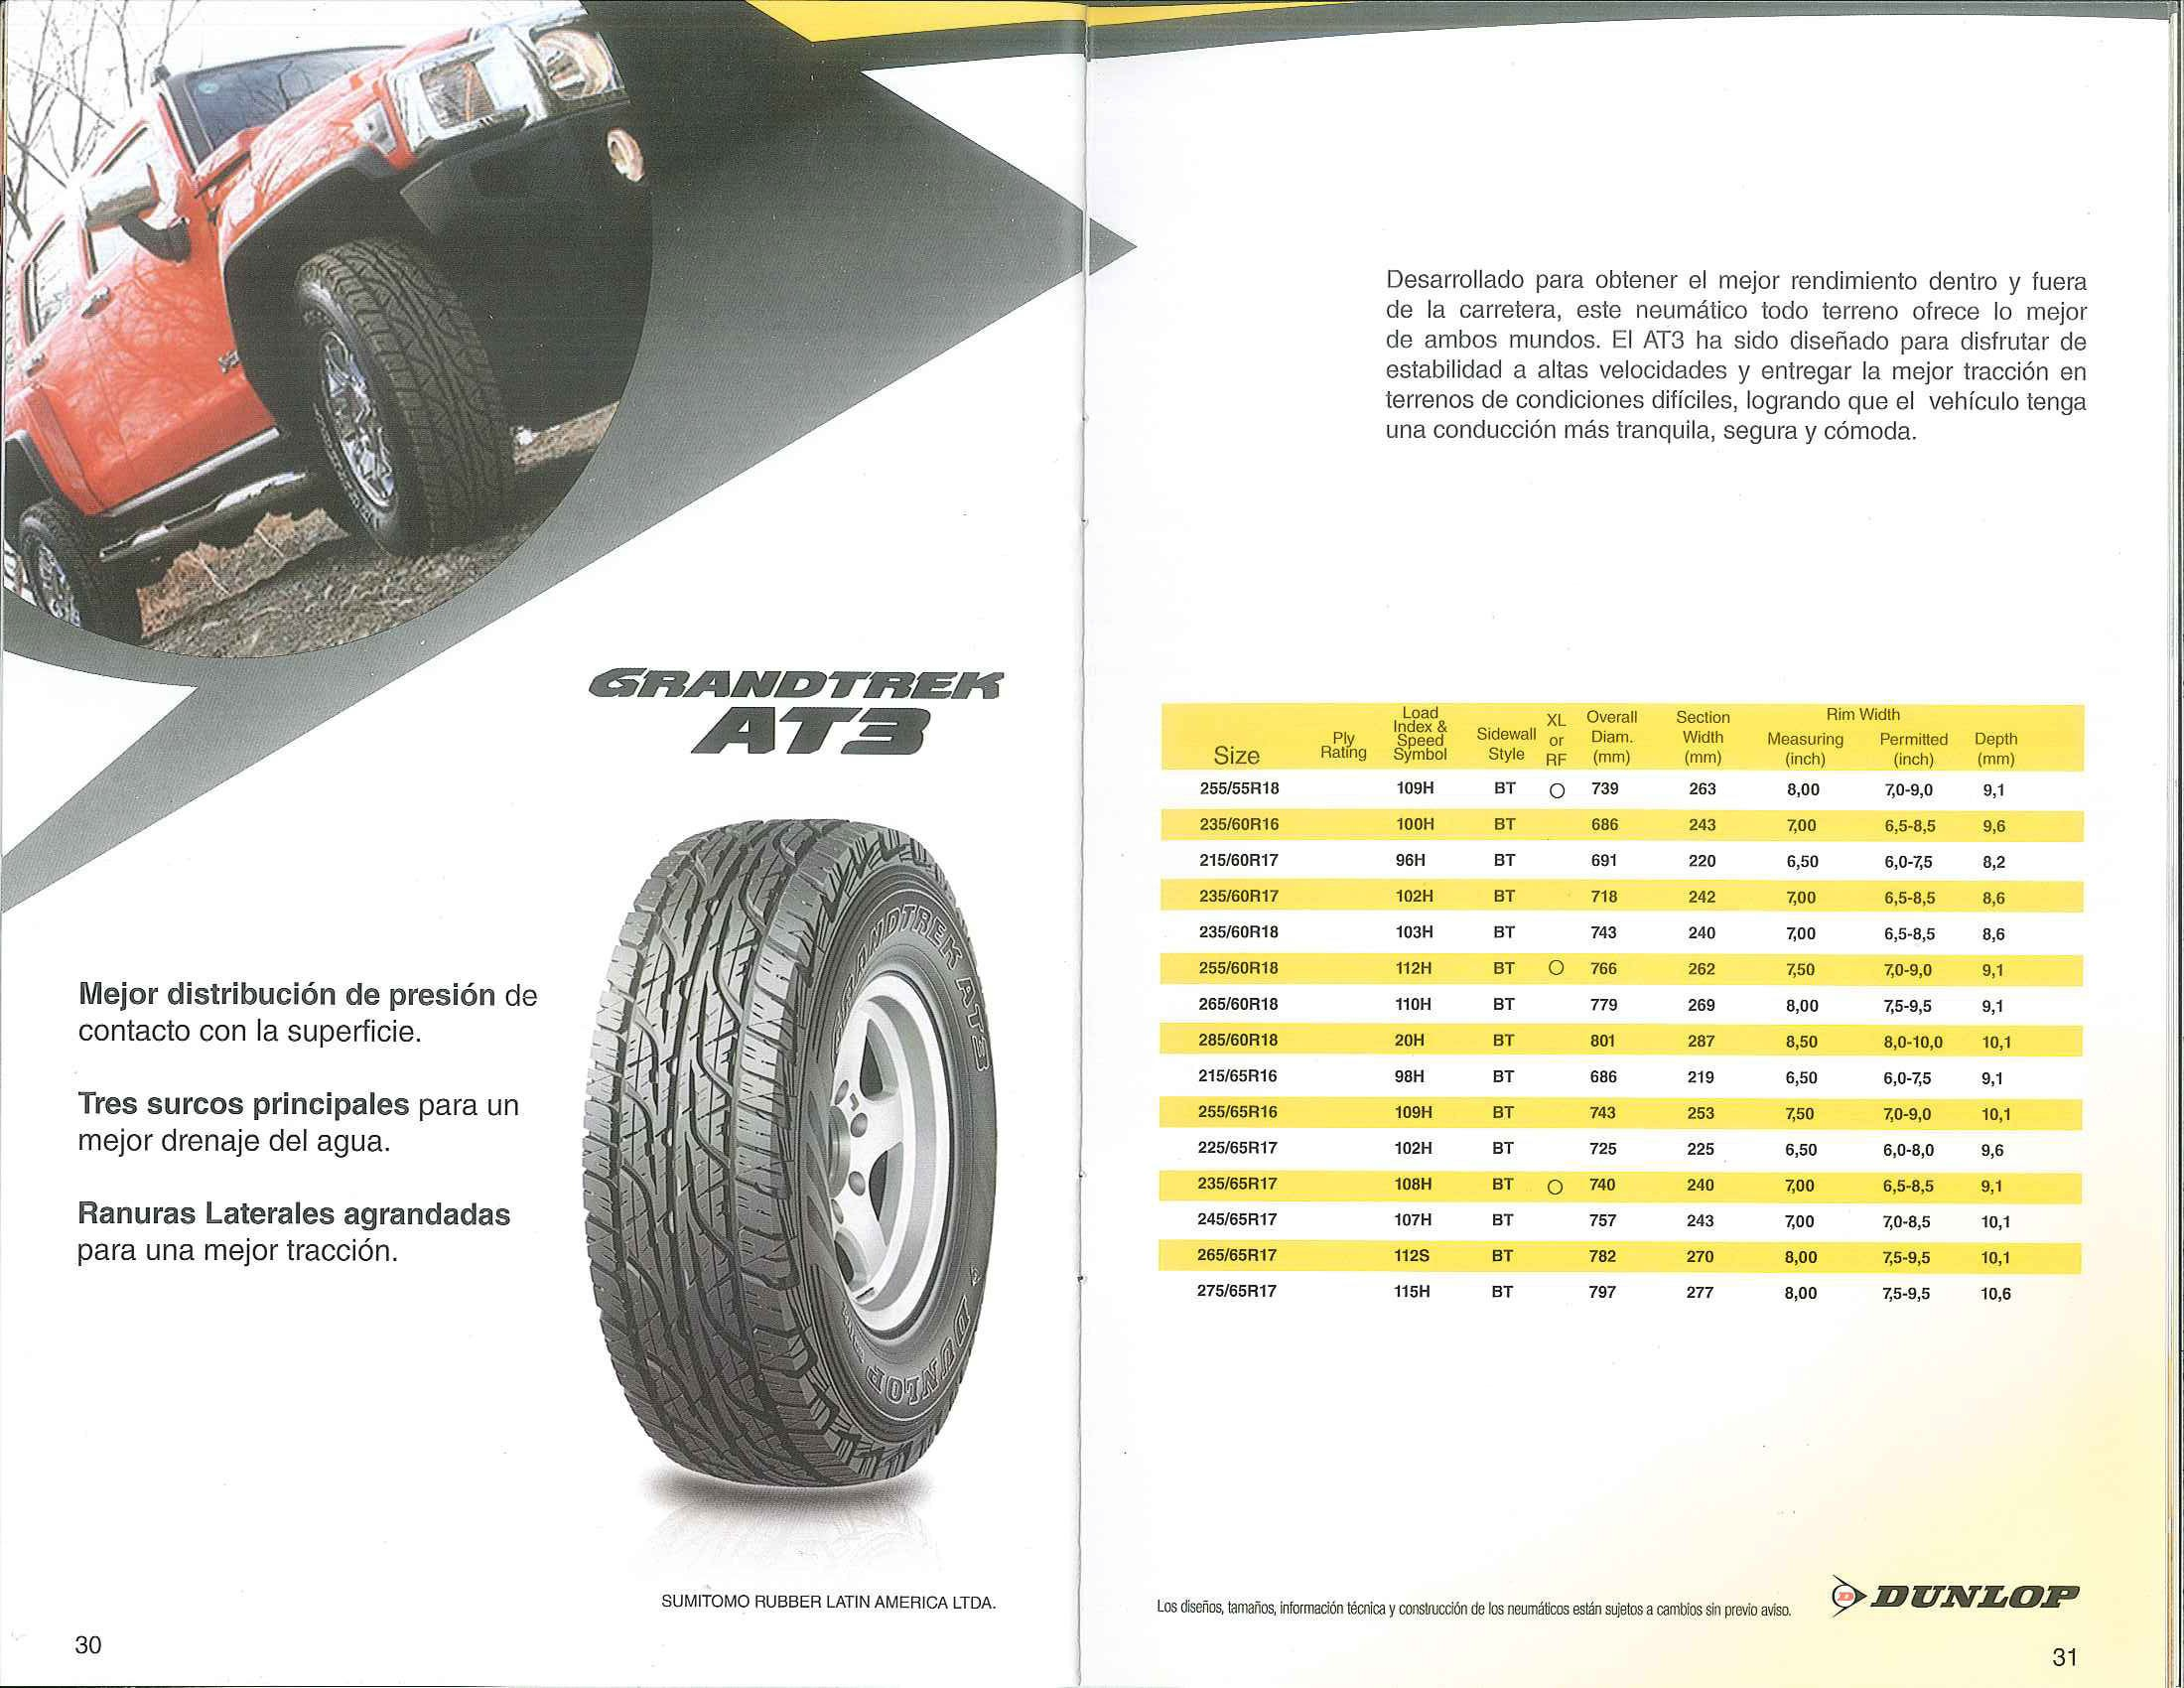 GRANDTREK
AT3
Mejor distribución de presión de
contacto con la superficie.
Tres surcos principales para un
mejor drenaje del agua.
Ranuras Laterales agrandadas
para una mejor tracción.
GRANDTREK AT3
DUNLOP
SUMITOMO RUBBER LATIN AMERICA LTDA.
30
Desarrollado para obtener el mejor rendimiento dentro y fuera
de la carretera, este neumático todo terreno ofrece lo mejor
de ambos mundos. El AT3 ha sido diseñado para disfrutar de
estabilidad a altas velocidades y entregar la mejor tracción en
terrenos de condiciones difíciles, logrando que el vehículo tenga
una conducción más tranquila, segura y cómoda.
Size Ply Rating Load Index & Speed Symbol Sidewall Style XL or RF Overall Diam. (mm) Section Width (mm) Rim Width Measuring (inch) Permitted (inch) Depth (mm)
255/55R18 109H BT O 739 263 8,00 7,0-9,0 9,1
235/60R16 100H BT 686 243 7,00 6,5-8,5 9,6
215/60R17 96H BT 691 220 6,50 6,0-7,5 8,2
235/60R17 102H BT 718 242 7,00 6,5-8,5 8,6
235/60R18 103H BT 743 240 7,00 6,5-8,5 8,6
255/60R18 112H BT O 766 262 7,50 7,0-9,0 9,1
265/60R18 110H BT 779 269 8,00 7,5-9,5 9,1
285/60R18 20H BT 801 287 8,50 8,0-10,0 10,1
215/65R16 98H BT 686 219 6,50 6,0-7,5 9,1
255/65R16 109H BT 743 253 7,50 7,0-9,0 10,1
225/65R17 102H BT 725 225 6,50 6,0-8,0 9,6
235/65R17 108H BT O 740 240 7,00 6,5-8,5 9,1
245/65R17 107H BT 757 243 7,00 7,0-8,5 10,1
265/65R17 112S BT 782 270 8,00 7,5-9,5 10,1
275/65R17 115H BT 797 277 8,00 7,5-9,5 10,6
Los diseños, tamaños, información técnica y construcción de los neumáticos están sujetos a cambios sin previo aviso.
D DUNLOP
31